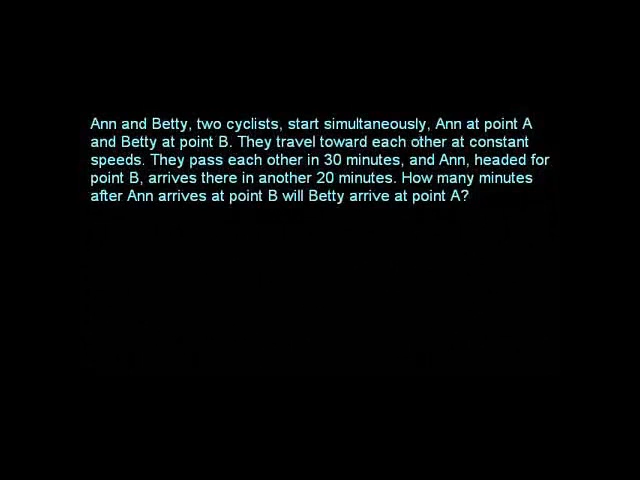 Ann and Betty, two cyclists, start simultaneously, Ann at point A
and Betty at point B. They travel toward each other at constant
speeds. They pass each other in 30 minutes, and Ann, headed for
point B, arrives there in another 20 minutes. How many minutes
after Ann arrives at point B will Betty arrive at point A?